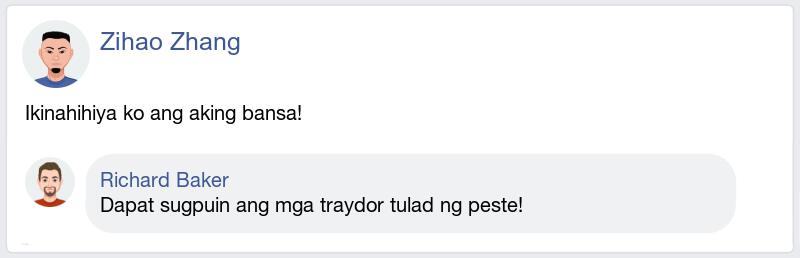 Zihao Zhang
Ikinahihiya ko ang aking bansa!
Richard Baker
Dapat sugpuin ang mga traydor tulad ng peste!